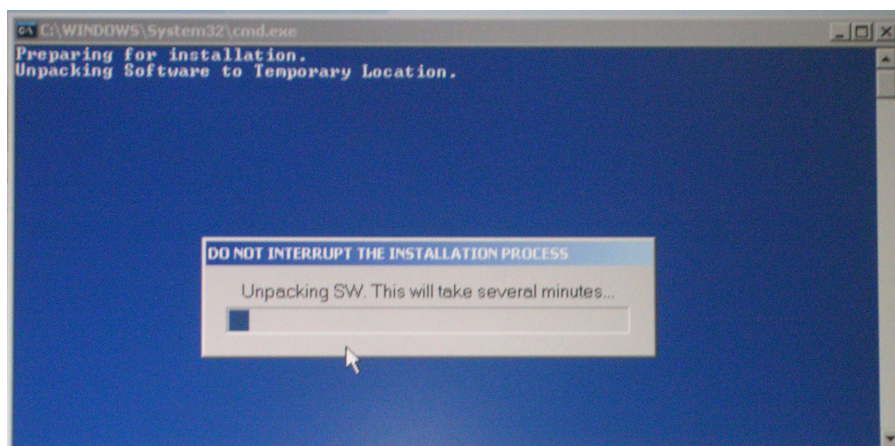 C:\WINDOWS\System32\cmd.exe
Preparing for installation.
Unpacking Software to Temporary Location.
DO NOT INTERRUPT THE INSTALLATION PROCESS
Unpacking SW. This will take several minutes...